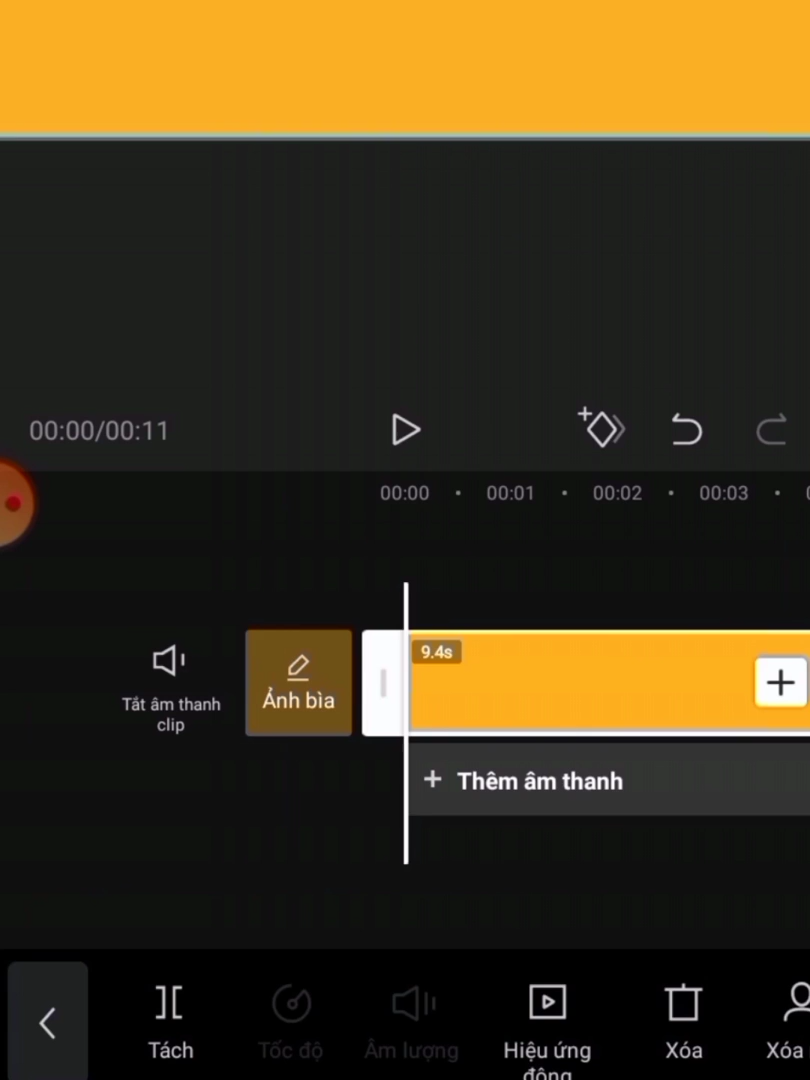 00:00/00:11
00:00 • 00:01 • 00:02 • 00:03 •
9.4s
Ảnh bìa
Tắt âm thanh
clip
+ Thêm âm thanh
Tách
Tốc độ
Âm lượng
Hiệu ứng
động
Xóa
Xóa